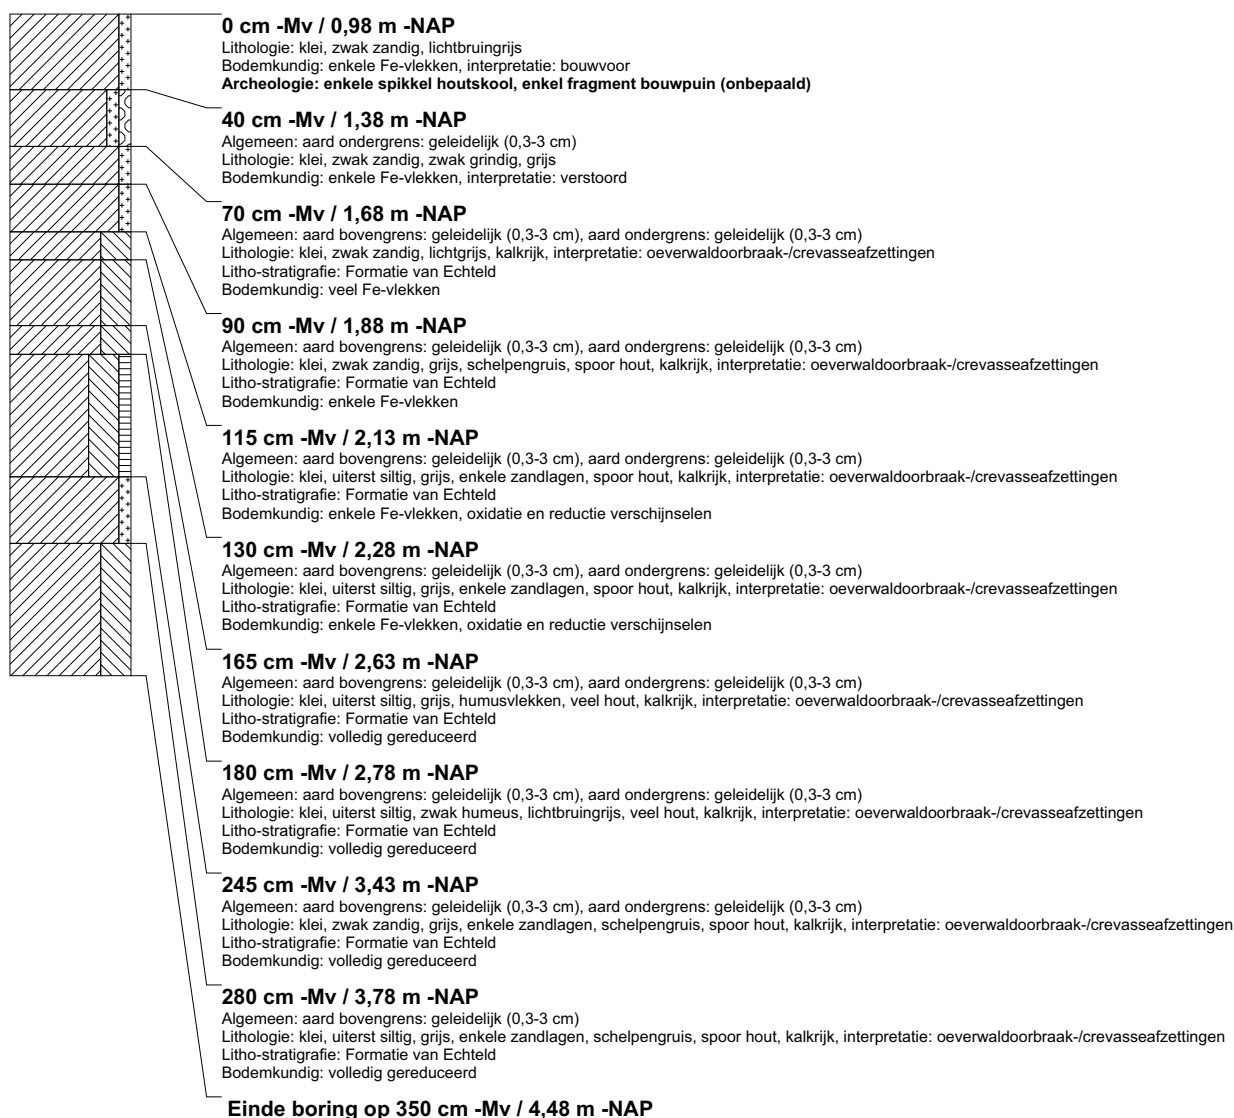 0 cm -Mv / 0,98 m -NAP
Lithologie: klei, zwak zandig, lichtbruingrijs
Bodemkundig: enkele Fe-vlekken, interpretatie: bouwvoor
Archeologie: enkele spikkel houtskool, enkel fragment bouwpuin (onbepaald)
40 cm -Mv / 1,38 m -NAP
Algemeen: aard ondergrens: geleidelijk (0,3-3 cm)
Lithologie: klei, zwak zandig, zwak grindig, grijs
Bodemkundig: enkele Fe-vlekken, interpretatie: verstoord
70 cm -Mv / 1,68 m -NAP
Algemeen: aard bovengrens: geleidelijk (0,3-3 cm), aard ondergrens: geleidelijk (0,3-3 cm)
Lithologie: klei, zwak zandig, lichtgrijs, kalkrijk, interpretatie: oeverwaldoorbraak-/crevasseafzettingen
Litho-stratigrafie: Formatie van Echteld
Bodemkundig: veel Fe-vlekken
90 cm -Mv / 1,88 m -NAP
Algemeen: aard bovengrens: geleidelijk (0,3-3 cm), aard ondergrens: geleidelijk (0,3-3 cm)
Lithologie: klei, zwak zandig, grijs, schelpengruis, spoor hout, kalkrijk, interpretatie: oeverwaldoorbraak-/crevasseafzettingen
Litho-stratigrafie: Formatie van Echteld
Bodemkundig: enkele Fe-vlekken
115 cm -Mv / 2,13 m -NAP
Algemeen: aard bovengrens: geleidelijk (0,3-3 cm), aard ondergrens: geleidelijk (0,3-3 cm)
Lithologie: klei, uiterst siltig, grijs, enkele zandlagen, spoor hout, kalkrijk, interpretatie: oeverwaldoorbraak-/crevasseafzettingen
Litho-stratigrafie: Formatie van Echteld
Bodemkundig: enkele Fe-vlekken, oxidatie en reductie verschijnselen
130 cm -Mv / 2,28 m -NAP
Algemeen: aard bovengrens: geleidelijk (0,3-3 cm), aard ondergrens: geleidelijk (0,3-3 cm)
Lithologie: klei, uiterst siltig, grijs, enkele zandlagen, spoor hout, kalkrijk, interpretatie: oeverwaldoorbraak-/crevasseafzettingen
Litho-stratigrafie: Formatie van Echteld
Bodemkundig: enkele Fe-vlekken, oxidatie en reductie verschijnselen
165 cm -Mv / 2,63 m -NAP
Algemeen: aard bovengrens: geleidelijk (0,3-3 cm), aard ondergrens: geleidelijk (0,3-3 cm)
Lithologie: klei, uiterst siltig, grijs, humusvlekken, veel hout, kalkrijk, interpretatie: oeverwaldoorbraak-/crevasseafzettingen
Litho-stratigrafie: Formatie van Echteld
Bodemkundig: volledig gereduceerd
180 cm -Mv / 2,78 m -NAP
Algemeen: aard bovengrens: geleidelijk (0,3-3 cm), aard ondergrens: geleidelijk (0,3-3 cm)
Lithologie: klei, uiterst siltig, zwak humeus, lichtbruingrijs, veel hout, kalkrijk, interpretatie: oeverwaldoorbraak-/crevasseafzettingen
Litho-stratigrafie: Formatie van Echteld
Bodemkundig: volledig gereduceerd
245 cm -Mv / 3,43 m -NAP
Algemeen: aard bovengrens: geleidelijk (0,3-3 cm), aard ondergrens: geleidelijk (0,3-3 cm)
Lithologie: klei, zwak zandig, grijs, enkele zandlagen, schelpengruis, spoor hout, kalkrijk, interpretatie: oeverwaldoorbraak-/crevasseafzettingen
Litho-stratigrafie: Formatie van Echteld
Bodemkundig: volledig gereduceerd
280 cm -Mv / 3,78 m -NAP
Algemeen: aard bovengrens: geleidelijk (0,3-3 cm)
Lithologie: klei, uiterst siltig, grijs, enkele zandlagen, schelpengruis, spoor hout, kalkrijk, interpretatie: oeverwaldoorbraak-/crevasseafzettingen
Litho-stratigrafie: Formatie van Echteld
Bodemkundig: volledig gereduceerd
Einde boring op 350 cm -Mv / 4,48 m -NAP